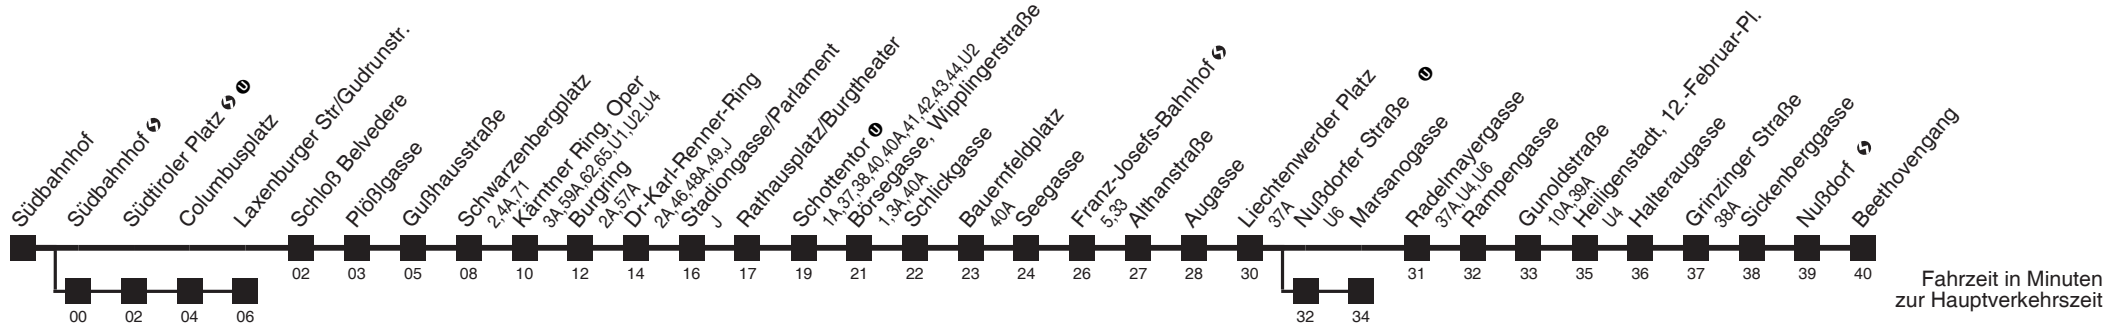 Südbahnhof
Südbahnhof
Südtiroler Platz U
Columbusplatz
Laxenburger Str/Gudrunstr.
Schloß Belvedere
Plößlgasse
Gußhausstraße
Schwarzenbergplatz
2,4A,71
Kärntner Ring, Oper
3A,59A,62,65,U1,U2,U4
Burgring
2A,57A
Dr-Karl-Renner-Ring
2A,46,48A,49,J
Stadiongasse/Parlament
J
Rathausplatz/Burgtheater
Schottentor U
1A,37,38,40,40A,41,42,43,44,U2
Börsegasse, Wipplingerstraße
1,3A,40A
Schlickgasse
Bauernfeldplatz
40A
Seegasse
Franz-Josefs-Bahnhof
5,33
Althanstraße
Augasse
Liechtenwerder Platz
37A
Nußdorfer Straße U
U6
Marsanogasse
Radelmayergasse
37A,U4,U6
Rampengasse
Gunoldstraße
10A,39A
Heiligenstadt, 12.-Februar-Pl.
U4
Halteraugasse
Grinzinger Straße
38A
Sickenberggasse
Nußdorf
Beethovengang
02 03 05 08 10 12 14 16 17 19 21 22 23 24 26 27 28 30 31 32 33 35 36 37 38 39 40
00 02 04 06 32 34
Fahrzeit in Minuten
zur Hauptverkehrszeit